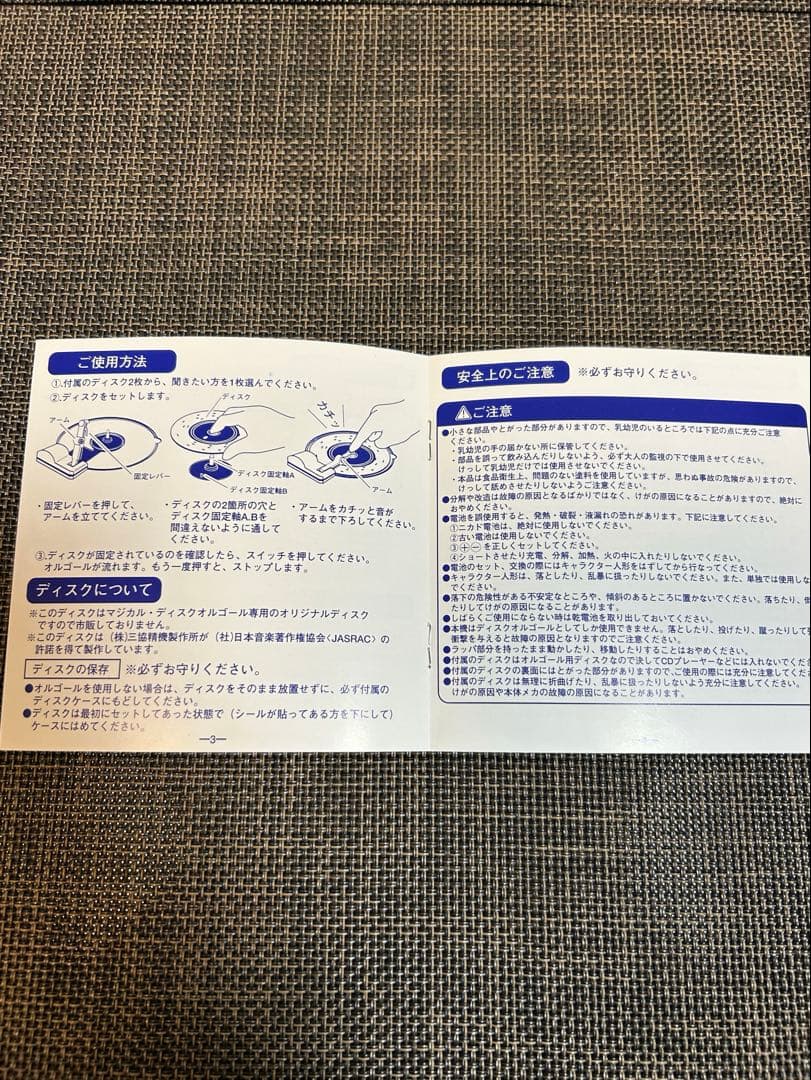 ご使用方法
①.付属のディスク2枚から、聞きたい方を1枚選んでください。
②.ディスクをセットします。
アーム
固定レバー
ディスク
ディスク固定軸A
ディスク固定軸B
カチッ
アーム
・固定レバーを押して、
アームを立ててください。
・ディスクの2箇所の穴と
ディスク固定軸A.Bを
間違えないように通して
ください。
・アームをカチッと音が
するまで下ろしてください。
③.ディスクが固定されているのを確認したら、スイッチを押してください。
オルゴールが流れます。もう一度押すと、ストップします。
ディスクについて
※このディスクはマジカル・ディスクオルゴール専用のオリジナルディスク
ですので市販しておりません。
※このディスクは（株）三協精機製作所が（社）日本音楽著作権協会〈JASRAC〉の
許諾を得て製作しています。
ディスクの保存 ※必ずお守りください。
●オルゴールを使用しない場合は、ディスクをそのまま放置せずに、必ず付属の
ディスクケースにもどしてください。
●ディスクは最初にセットしてあった状態で（シールが貼ってある方を下にして）
ケースにはめてください。
—3—
安全上のご注意 ※必ずお守りください。
⚠ご注意
●小さな部品やとがった部分がありますので、乳幼児のいるところでは下記の点に充分ご注意
ください。
・乳幼児の手の届かない所に保管してください。
・部品を誤って飲み込んだりしないよう、必ず大人の監視の下で使用させてください。
けっして乳幼児だけでは使用させないでください。
・本品は食品衛生上、問題のない塗料を使用していますが、思わぬ事故の危険がありますので、
けっして舐めさせたりしないようご注意ください。
●分解や改造は故障の原因となるばかりではなく、けがの原因になることがありますので、絶対に
おやめください。
●電池を誤使用すると、発熱・破裂・液漏れの恐れがあります。下記に注意してください。
①ニカド電池は、絶対に使用しないでください。
②古い電池は使用しないでください。
③⊕⊖を正しくセットしてください。
④ショートさせたり充電、分解、加熱、火の中に入れたりしないでください。
●電池のセット、交換の際にはキャラクター人形をはずしてから行なってください。
●キャラクター人形は、落としたり、乱暴に扱ったりしないでください。また、単独では使用しな
でください。
●落下の危険性がある不安定なところや、傾斜のあるところに置かないでください。落ちたり、倒
たりしてけがの原因になることがあります。
●しばらくご使用にならない時は乾電池を取り出しておいてください。
●本機はディスクオルゴールとしてしか使用できません。落としたり、投げたり、蹴ったりして強
衝撃を与えると故障の原因となりますのでご注意ください。
●ラッパ部分を持ったまま動かしたり、移動したりすることはおやめください。
●付属のディスクはオルゴール用ディスクなので決してCDプレーヤーなどには入れないでくだ
●付属のディスクの裏面にはとがった部分がありますので、ご使用の際には充分に注意してくだ
●付属のディスクは無理に折曲げたり、乱暴に扱ったりしないよう充分に注意してください。
けがの原因や本体メカの故障の原因になることがあります。